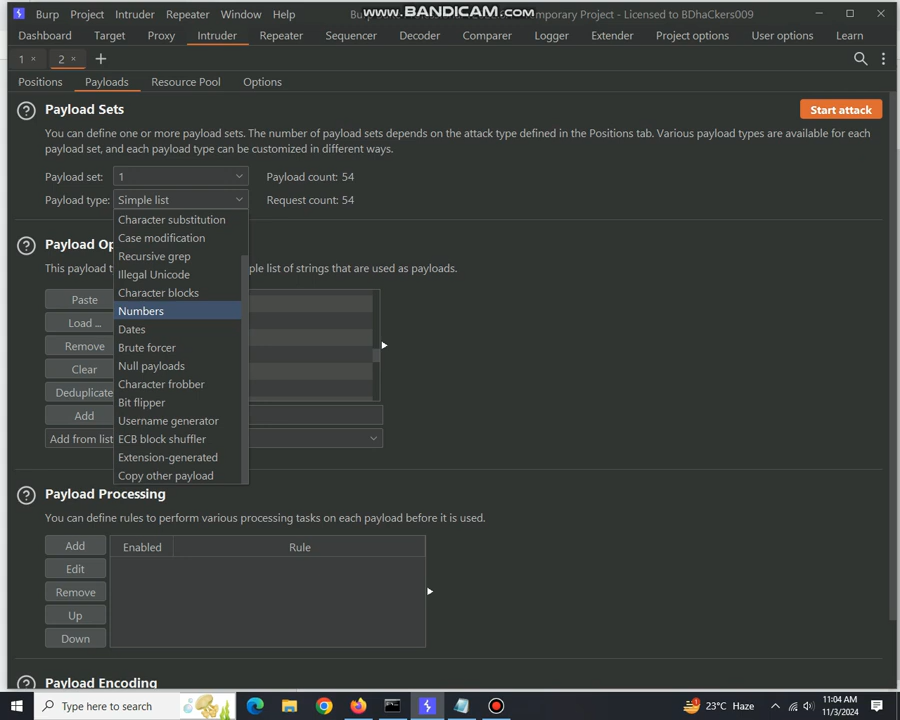 Burp Project Intruder Repeater Window Help Burp temporary Project - Licensed to BDhaCkers009
WWW.BANDICAM.COM
Dashboard Target Proxy Intruder Repeater Sequencer Decoder Comparer Logger Extender Project options User options Learn
1 × 2 × +
Positions Payloads Resource Pool Options
? Payload Sets Start attack
You can define one or more payload sets. The number of payload sets depends on the attack type defined in the Positions tab. Various payload types are available for each
payload set, and each payload type can be customized in different ways.
Payload set: 1 Payload count: 54
Payload type: Simple list Request count: 54
Character substitution
Case modification
? Payload Op
Recursive grep
This payload t ple list of strings that are used as payloads.
Illegal Unicode
Character blocks
Paste
Numbers
Load ...
Dates
Remove
Brute forcer
Clear
Null payloads
Character frobber
Deduplicate
Bit flipper
Add
Username generator
Add from list
ECB block shuffler
Extension-generated
Copy other payload
? Payload Processing
You can define rules to perform various processing tasks on each payload before it is used.
Add Enabled Rule
Edit
Remove
Up
Down
? Payload Encoding
Type here to search 23°C Haze 11:04 AM
11/3/2024